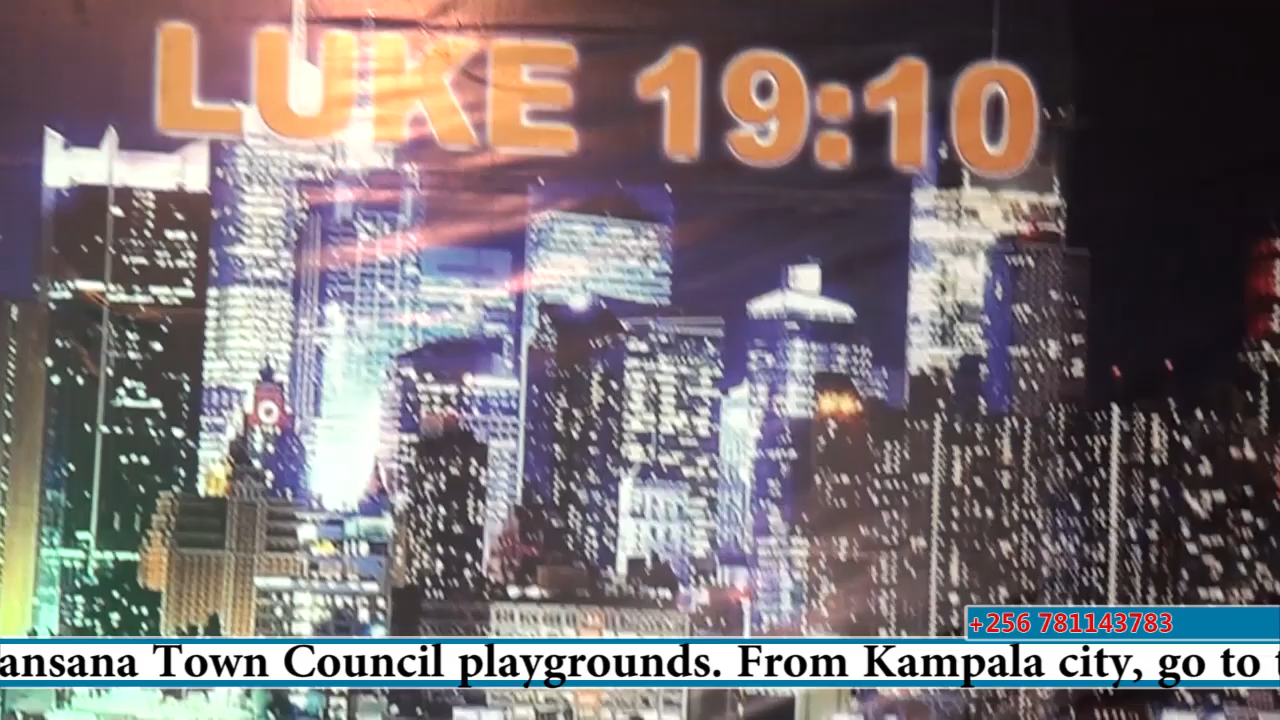 LUKE 19:10
+256 781143783
ansana Town Council playgrounds. From Kampala city, go to